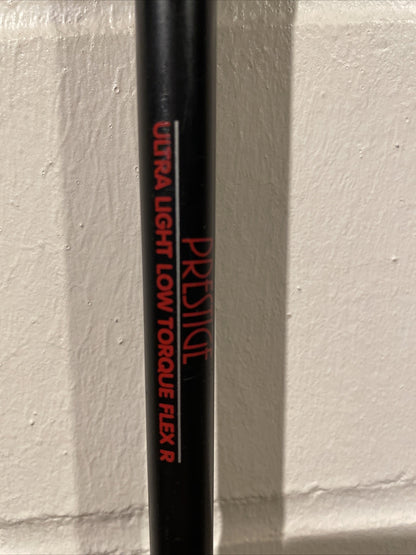 PRESTIGE
ULTRA LIGHT LOW TORQUE FLEX R